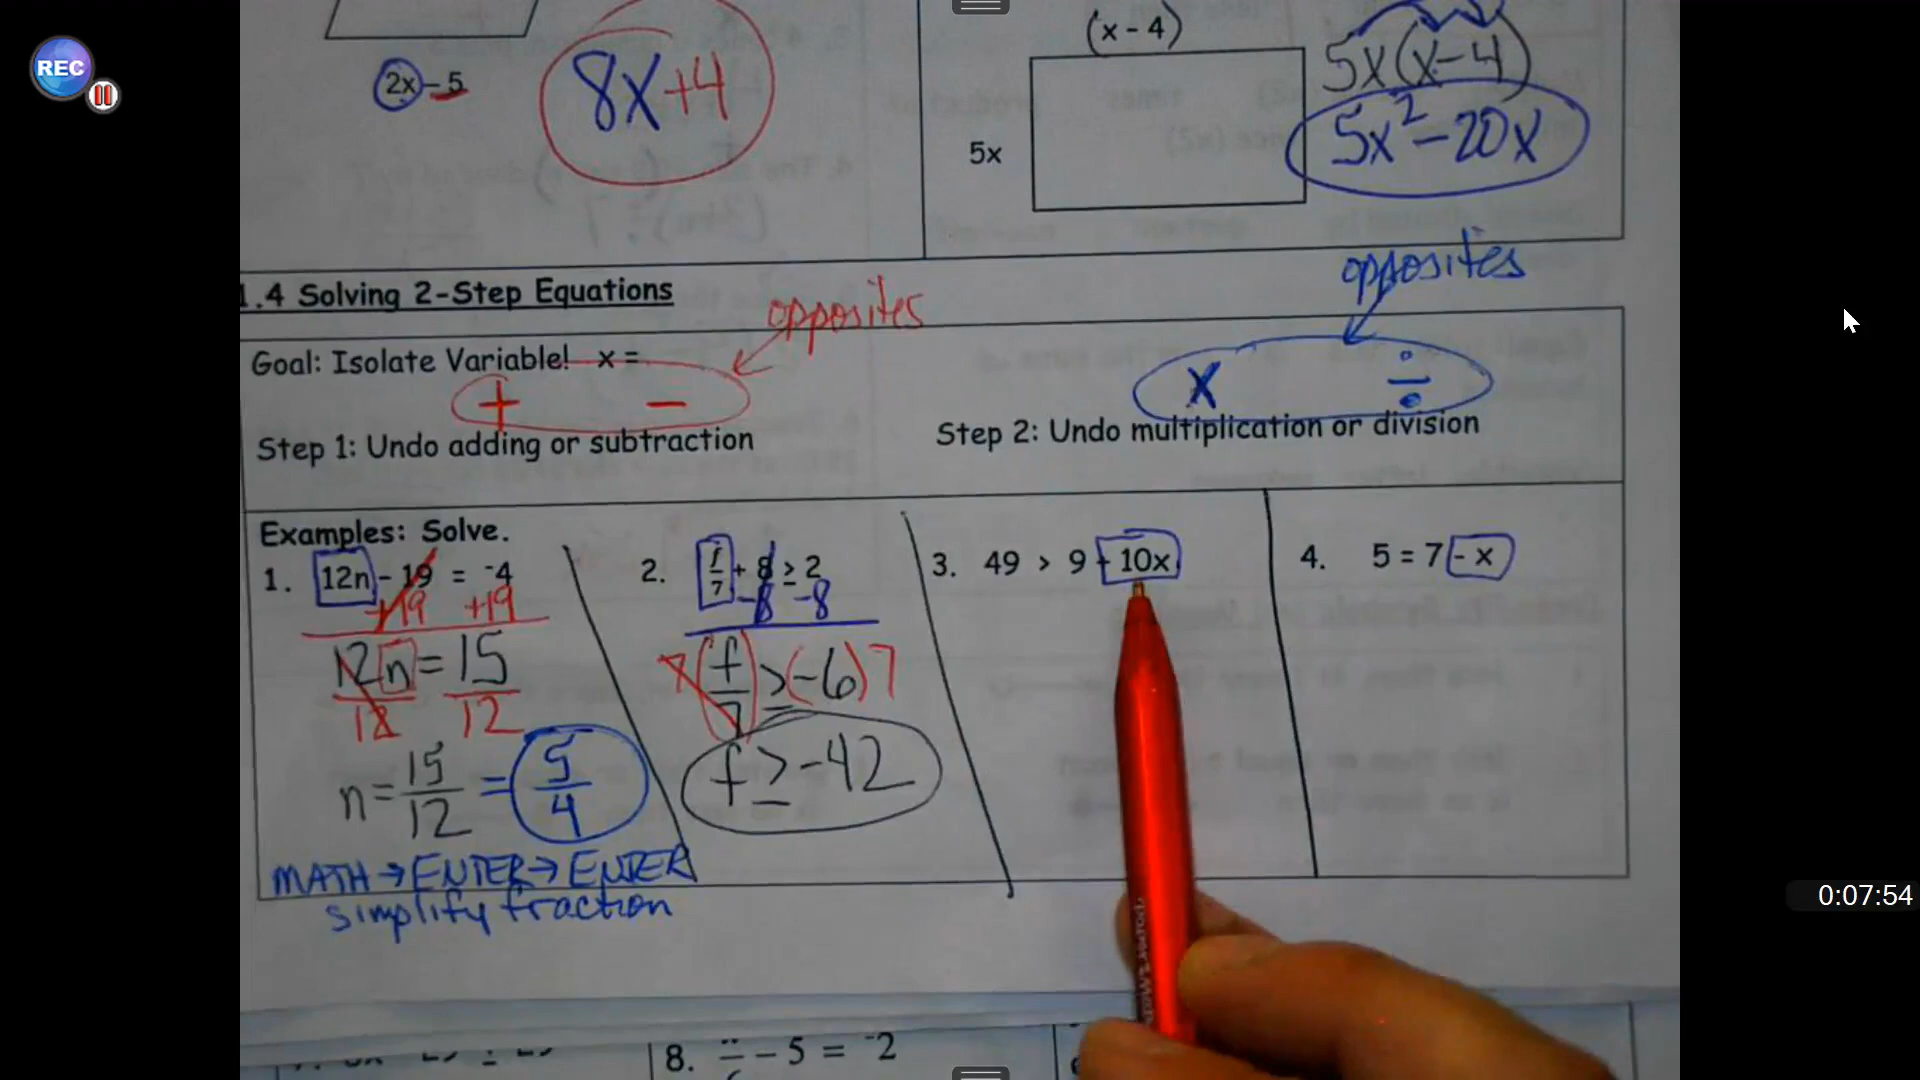 REC
(x - 4)
5x(x-4)
2x - 5
8x+4
5x² - 20x
5x
opposites
1.4 Solving 2-Step Equations
opposites
Goal: Isolate Variable! x =
+ -
x ÷
Step 1: Undo adding or subtraction
Step 2: Undo multiplication or division
Examples: Solve.
1. 12n - 19 = -4
+19 +19
12n = 15
12 12
n = 15/12 = 5/4
MATH → ENTER → ENTER
simplify fraction
2. f/7 + 8 ≥ 2
-8 -8
7(f/7) ≥ (-6)7
f ≥ -42
3. 49 > 9 + 10x
4. 5 = 7 - x
0:07:54
8. - 5 = -2